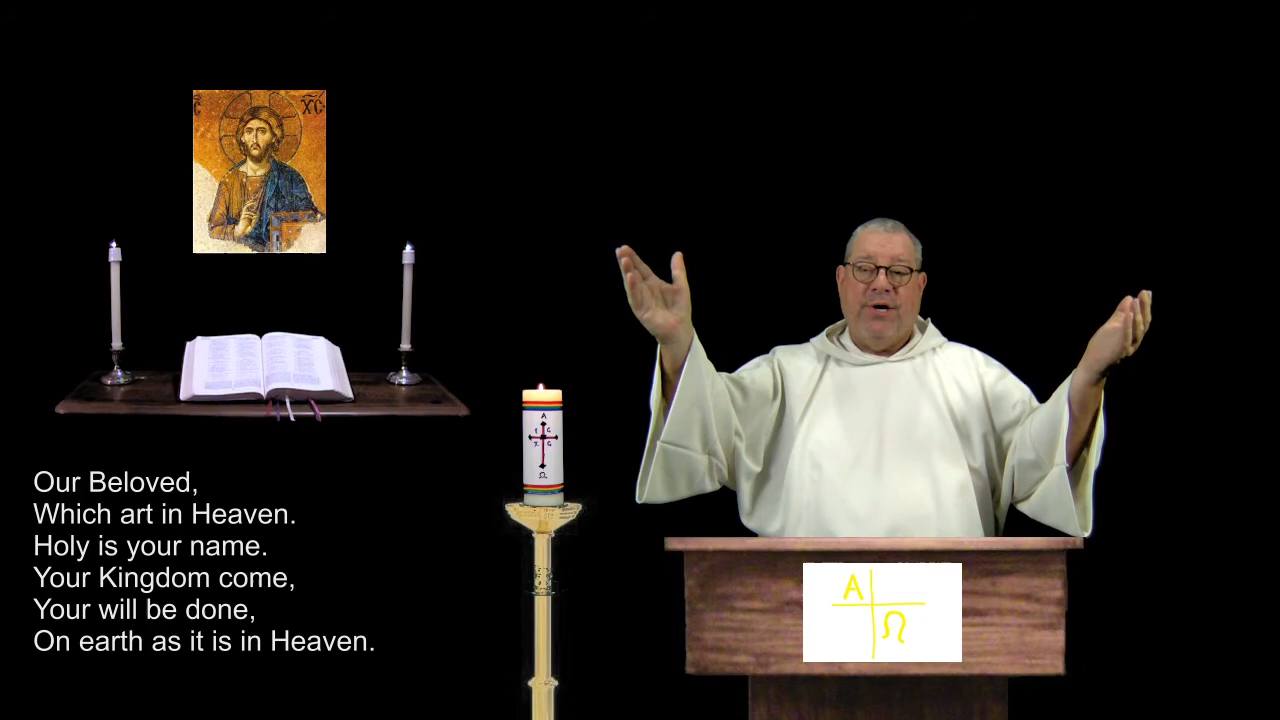 XC
Our Beloved,
Which art in Heaven.
Holy is your name.
Your Kingdom come,
Your will be done,
On earth as it is in Heaven.
A
Ω
A
Ω